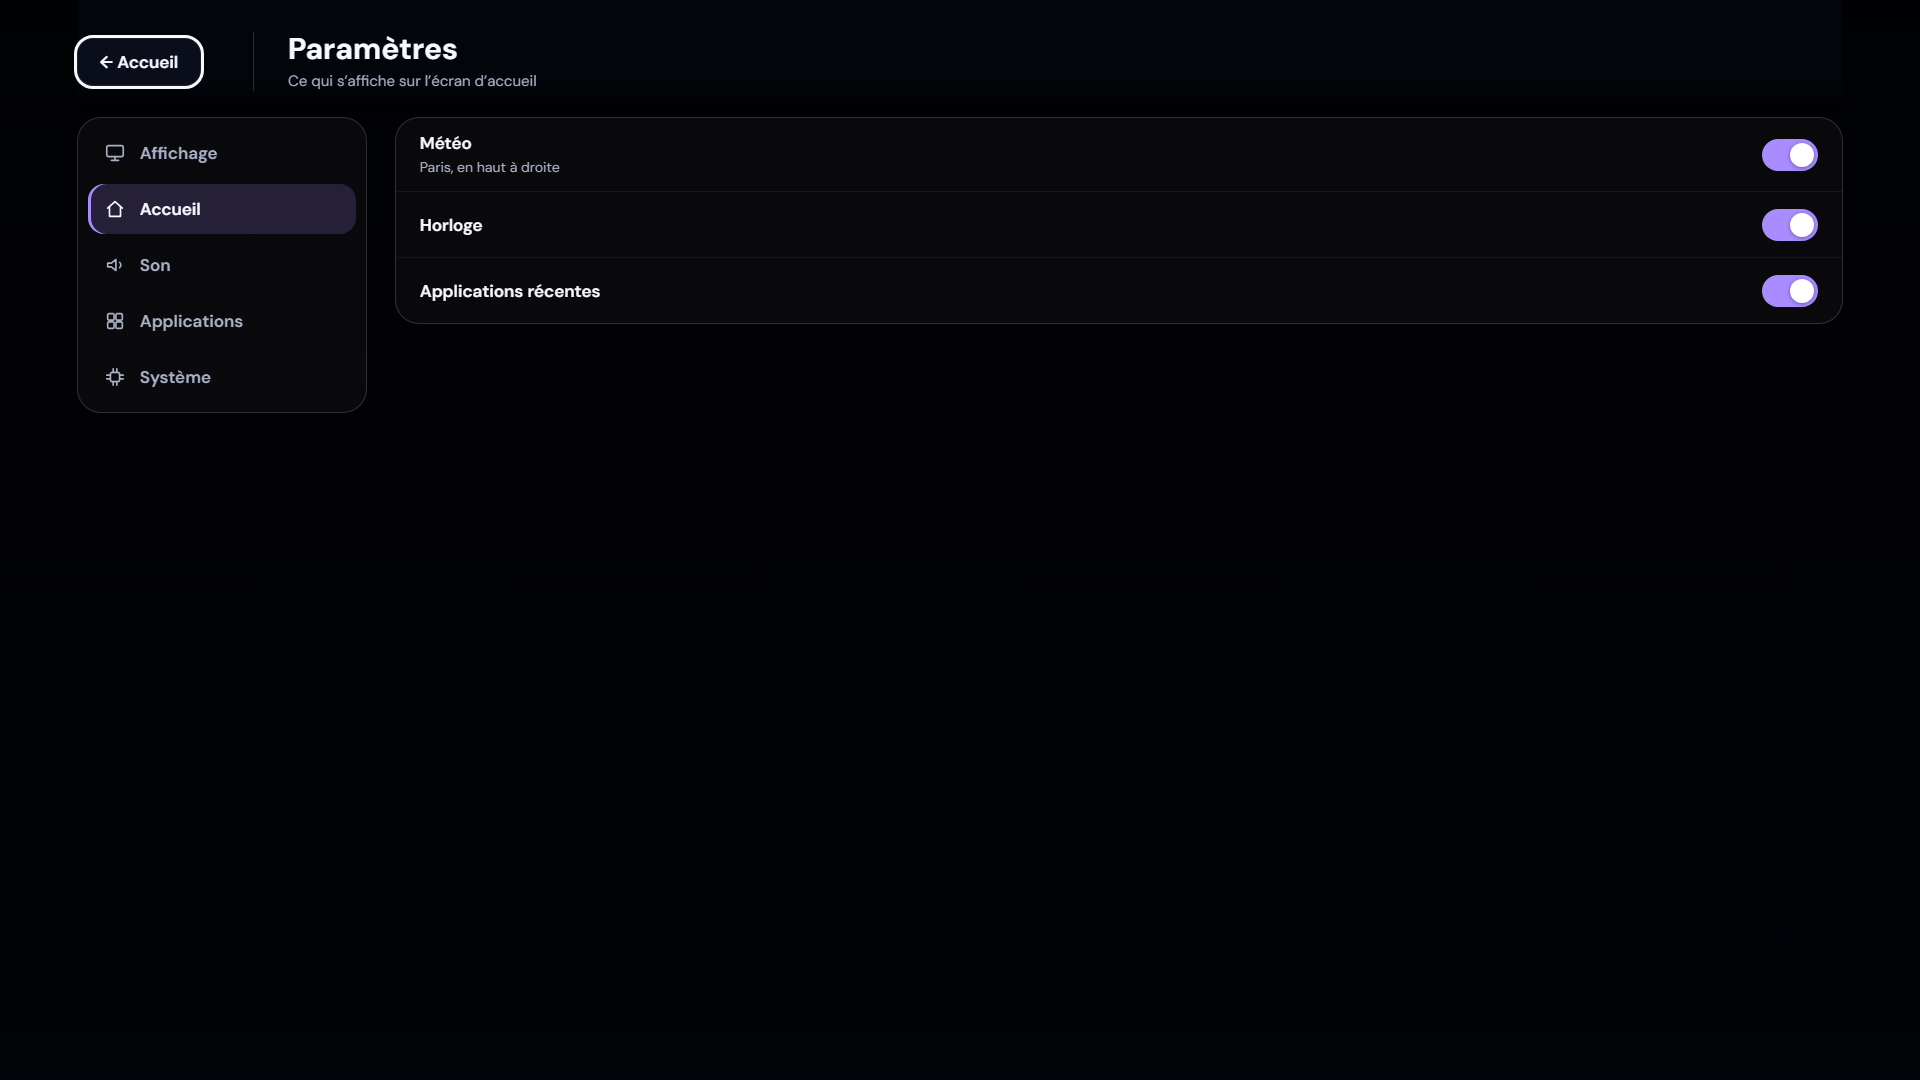 ← Accueil
Paramètres
Ce qui s’affiche sur l’écran d’accueil
Affichage
Accueil
Son
Applications
Système
Météo
Paris, en haut à droite
Horloge
Applications récentes